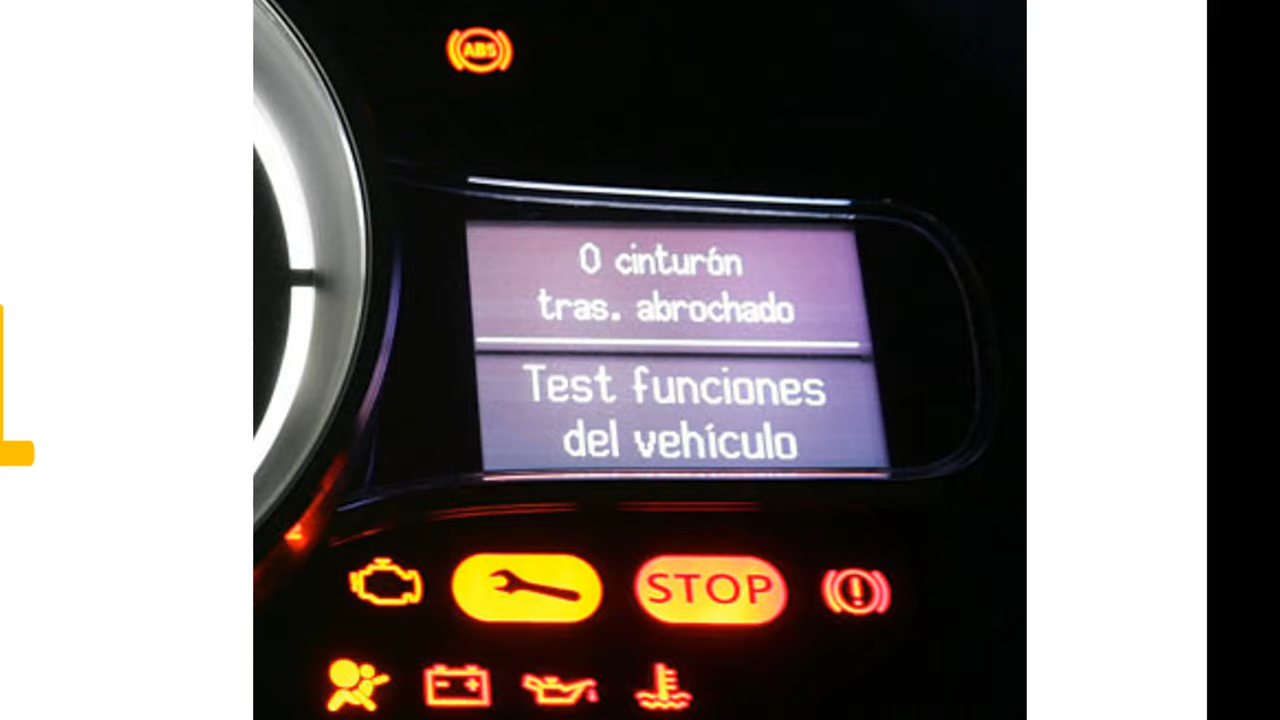 ABS
0 cinturón
tras. abrochado
Test funciones
del vehículo
STOP